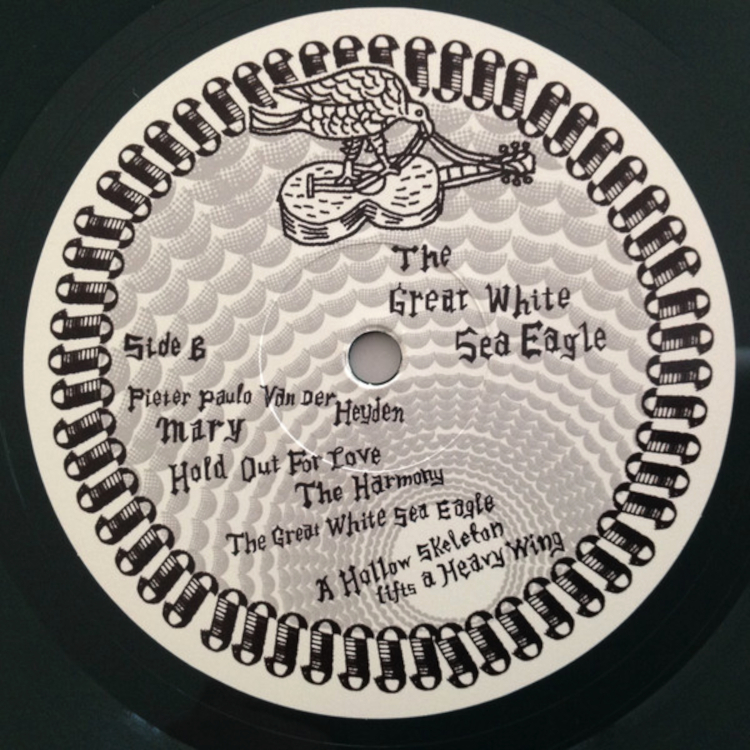 The
Great White
Sea Eagle
Side B
Pieter Paulo Van Der
Heyden
Mary
Hold Out For Love
The Harmony
The Great White Sea Eagle
A Hollow Skeleton
lifts a Heavy Wing